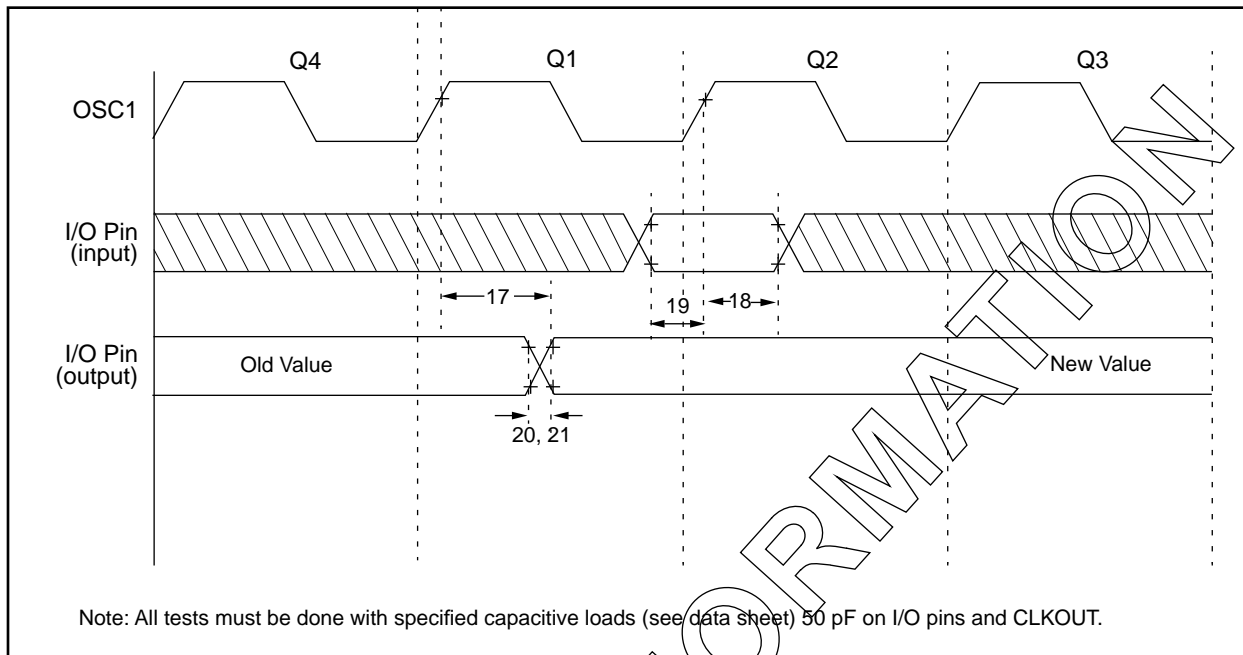 Q4 Q1 Q2 Q3
OSC1
I/O Pin
(input)
17 19 18
I/O Pin
(output)
Old Value New Value
20, 21
Note: All tests must be done with specified capacitive loads (see data sheet) 50 pF on I/O pins and CLKOUT.
ORMATION